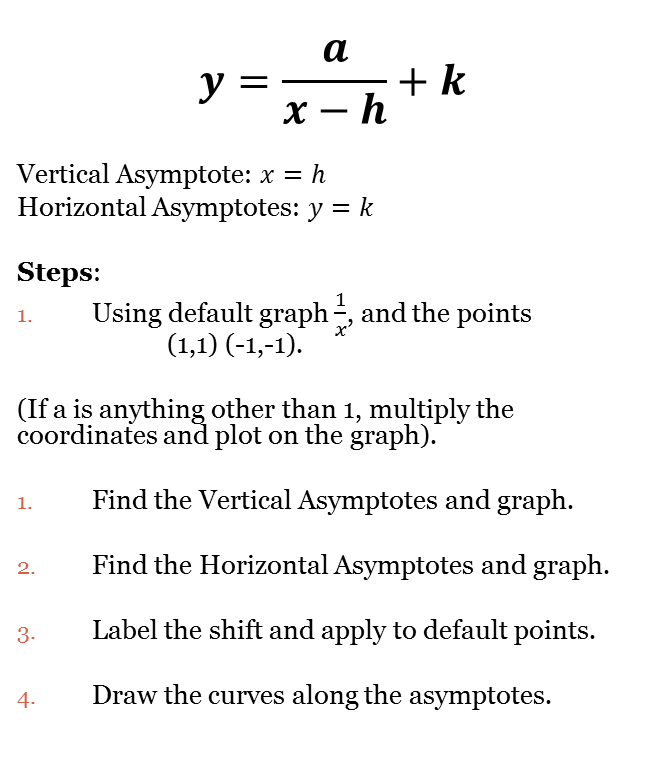 y = a/(x − h) + k
Vertical Asymptote: x = h
Horizontal Asymptotes: y = k
Steps:
1. Using default graph 1/x, and the points
(1,1) (-1,-1).
(If a is anything other than 1, multiply the
coordinates and plot on the graph).
1. Find the Vertical Asymptotes and graph.
2. Find the Horizontal Asymptotes and graph.
3. Label the shift and apply to default points.
4. Draw the curves along the asymptotes.